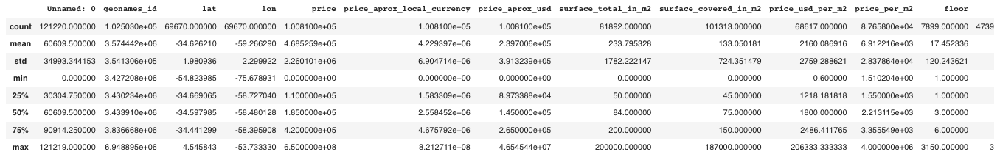 Unnamed: 0 geonames_id lat lon price price_aprox_local_currency price_aprox_usd surface_total_in_m2 surface_covered_in_m2 price_usd_per_m2 price_per_m2 floor
count 121220.000000 1.025030e+05 69670.000000 69670.000000 1.008100e+05 1.008100e+05 1.008100e+05 81892.000000 101313.000000 68617.000000 8.765800e+04 7899.000000 4739
mean 60609.500000 3.574442e+06 -34.626210 -59.266290 4.685259e+05 4.229397e+06 2.397006e+05 233.795328 133.050181 2160.086916 6.912216e+03 17.452336
std 34993.344153 3.541306e+05 1.980936 2.299922 2.260101e+06 6.904714e+06 3.913239e+05 1782.222147 724.351479 2759.288621 2.837864e+04 120.243621
min 0.000000 3.427208e+06 -54.823985 -75.678931 0.000000e+00 0.000000e+00 0.000000e+00 0.000000 0.000000 0.600000 1.510204e+00 1.000000
25% 30304.750000 3.430234e+06 -34.669065 -58.727040 1.100000e+05 1.583309e+06 8.973388e+04 50.000000 45.000000 1218.181818 1.550000e+03 1.000000
50% 60609.500000 3.433910e+06 -34.597985 -58.480128 1.850000e+05 2.558452e+06 1.450000e+05 84.000000 75.000000 1800.000000 2.213115e+03 3.000000
75% 90914.250000 3.836668e+06 -34.441299 -58.395908 4.200000e+05 4.675792e+06 2.650000e+05 200.000000 150.000000 2486.411765 3.355549e+03 6.000000
max 121219.000000 6.948895e+06 4.545843 -53.733330 6.500000e+08 8.212711e+08 4.654544e+07 200000.000000 187000.000000 206333.333333 4.000000e+06 3150.000000 3